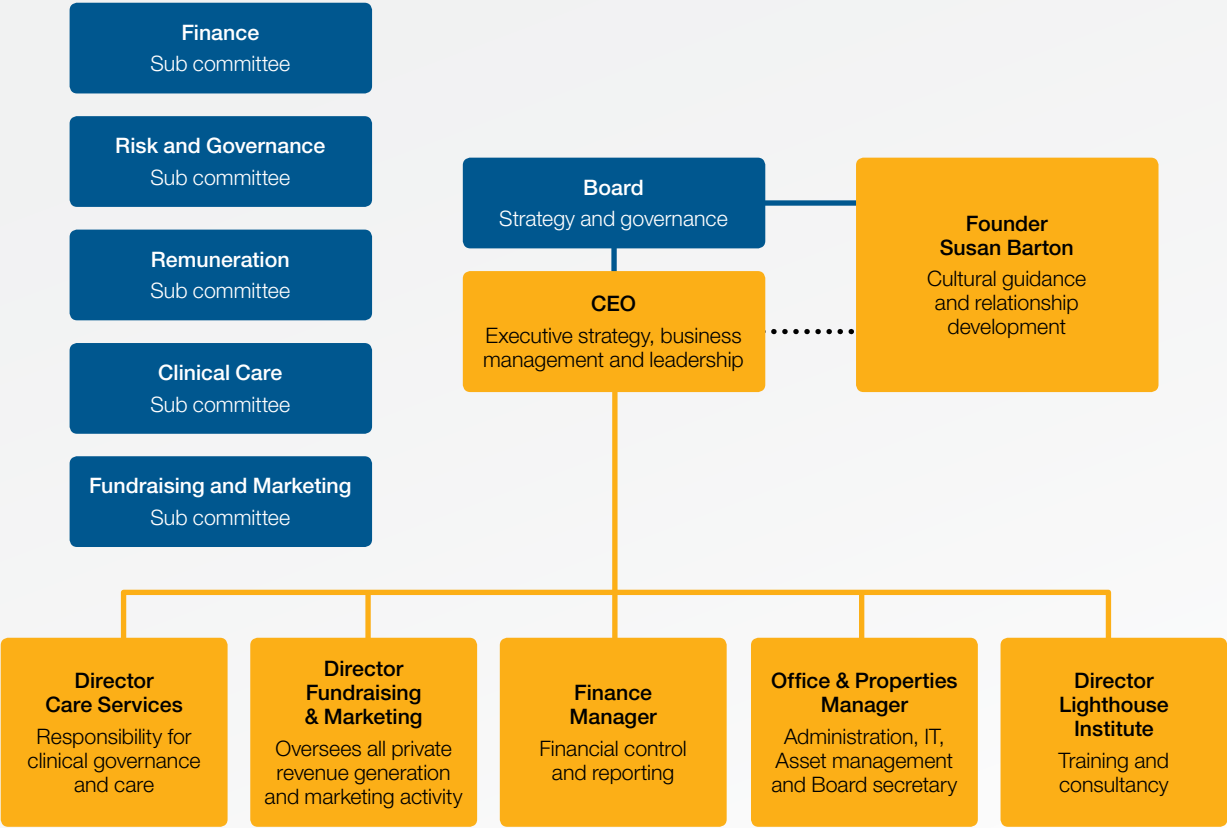 Finance
Sub committee
Risk and Governance
Sub committee
Remuneration
Sub committee
Clinical Care
Sub committee
Fundraising and Marketing
Sub committee
Board
Strategy and governance
CEO
Executive strategy, business
management and leadership
Founder
Susan Barton
Cultural guidance
and relationship
development
Director
Care Services
Responsibility for
clinical governance
and care
Director
Fundraising
& Marketing
Oversees all private
revenue generation
and marketing activity
Finance
Manager
Financial control
and reporting
Office & Properties
Manager
Administration, IT,
Asset management
and Board secretary
Director
Lighthouse
Institute
Training and
consultancy